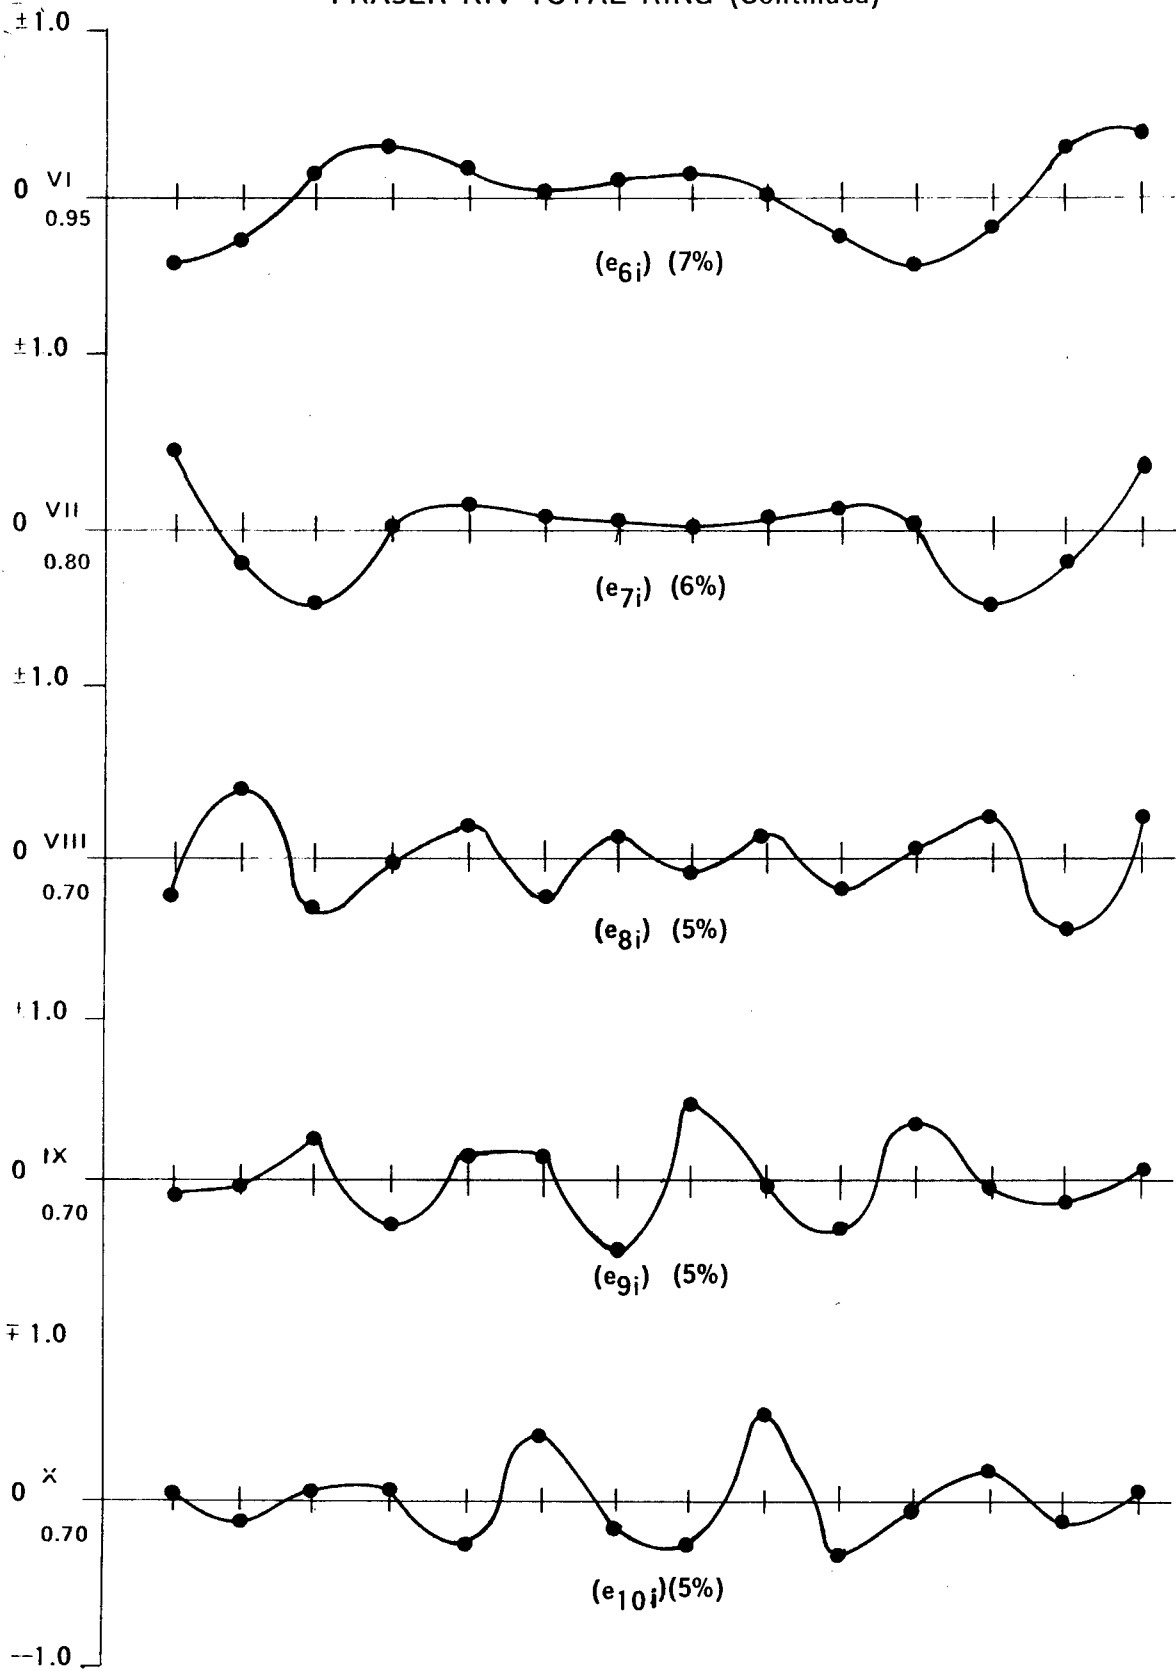 FRASER RIV TOTAL RING (Continued)
±1.0
0 VI
0.95
(e6i) (7%)
±1.0
0 VII
0.80
(e7i) (6%)
±1.0
0 VIII
0.70
(e8i) (5%)
1.0
0 IX
0.70
(e9i) (5%)
∓1.0
0 X
0.70
(e10i)(5%)
--1.0